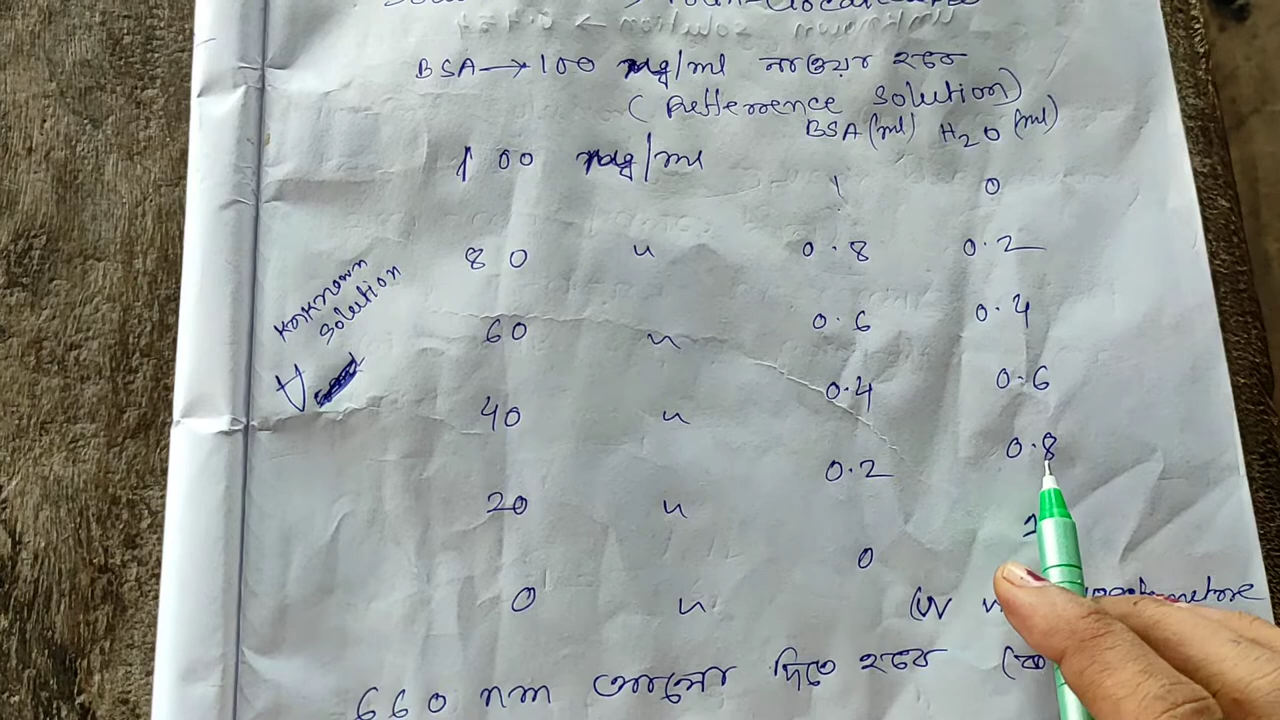 BSA → 100 mg/ml নাওয়া হবে
(Refference solution)
BSA (ml) H₂O (ml)
100 mg/ml 1 0
80 u 0.8 0.2
60 u 0.6 0.4
40 u 0.4 0.6
20 u 0.2 0.8
0 u 0
solution
(UV
660 nm আলো দিতে হবে